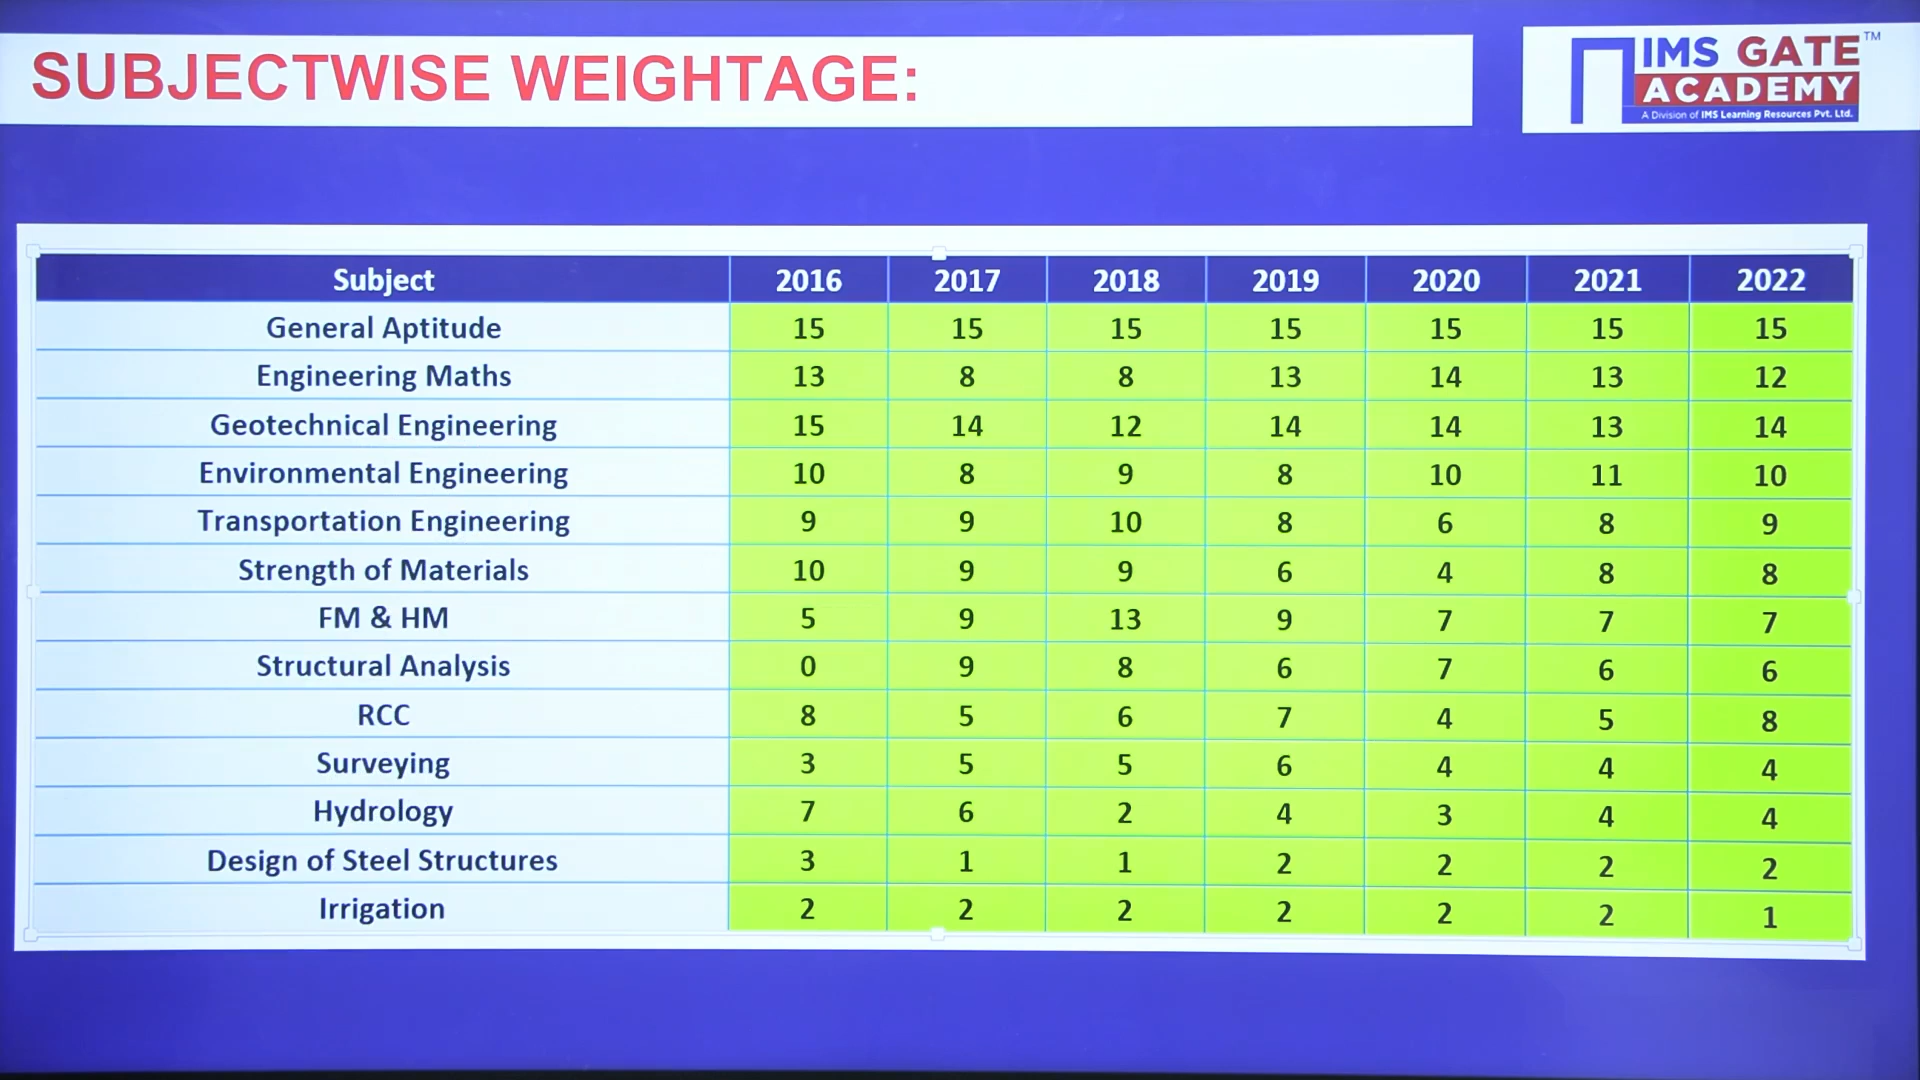 SUBJECTWISE WEIGHTAGE:
IMS GATE TM
ACADEMY
A Division of IMS Learning Resources Pvt. Ltd.
Subject 2016 2017 2018 2019 2020 2021 2022
General Aptitude 15 15 15 15 15 15 15
Engineering Maths 13 8 8 13 14 13 12
Geotechnical Engineering 15 14 12 14 14 13 14
Environmental Engineering 10 8 9 8 10 11 10
Transportation Engineering 9 9 10 8 6 8 9
Strength of Materials 10 9 9 6 4 8 8
FM & HM 5 9 13 9 7 7 7
Structural Analysis 0 9 8 6 7 6 6
RCC 8 5 6 7 4 5 8
Surveying 3 5 5 6 4 4 4
Hydrology 7 6 2 4 3 4 4
Design of Steel Structures 3 1 1 2 2 2 2
Irrigation 2 2 2 2 2 2 1